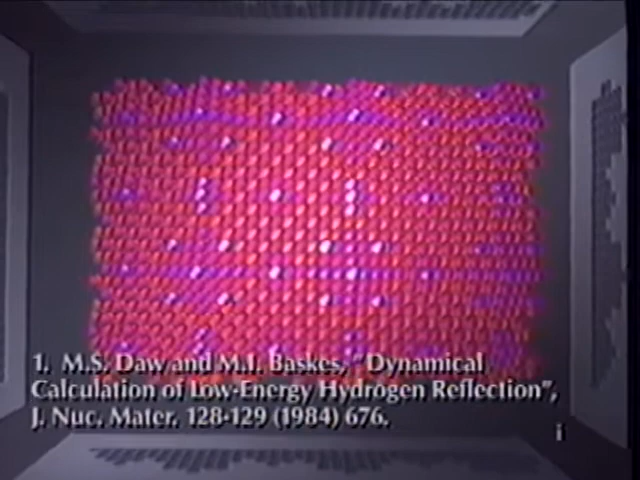 1. M.S. Daw and M.I. Baskes, "Dynamical
Calculation of Low-Energy Hydrogen Reflection",
J. Nuc. Mater. 128-129 (1984) 676.
i